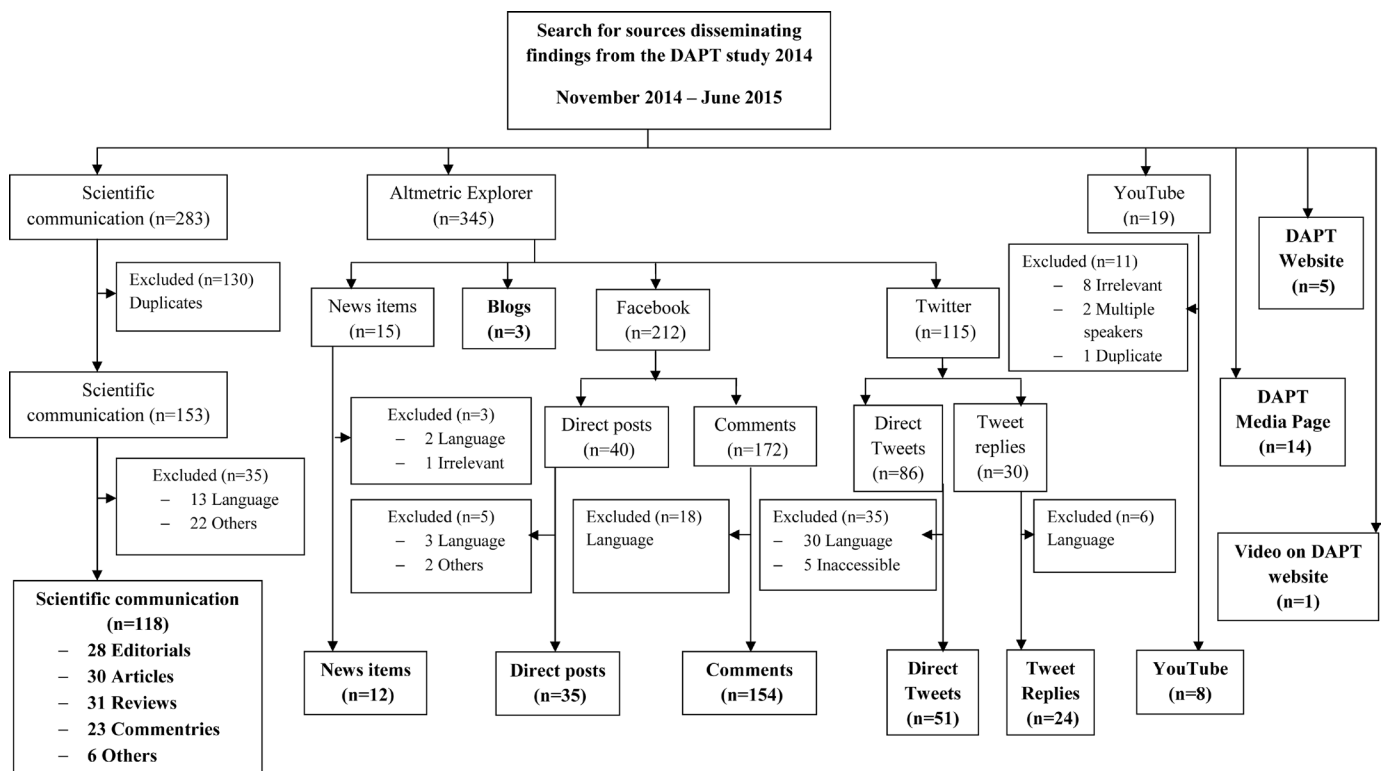 Search for sources disseminating
findings from the DAPT study 2014
November 2014 – June 2015
Scientific
communication (n=283)
Altmetric Explorer
(n=345)
YouTube
(n=19)
DAPT
Website
(n=5)
Excluded (n=130)
Duplicates
News items
(n=15)
Blogs
(n=3)
Facebook
(n=212)
Twitter
(n=115)
Excluded (n=11)
– 8 Irrelevant
– 2 Multiple
speakers
– 1 Duplicate
Scientific
communication (n=153)
Excluded (n=3)
– 2 Language
– 1 Irrelevant
Direct posts
(n=40)
Comments
(n=172)
Direct
Tweets
(n=86)
Tweet
replies
(n=30)
DAPT
Media Page
(n=14)
Excluded (n=35)
– 13 Language
– 22 Others
Excluded (n=5)
– 3 Language
– 2 Others
Excluded (n=18)
Language
Excluded (n=35)
– 30 Language
– 5 Inaccessible
Excluded (n=6)
Language
Video on DAPT
website
(n=1)
Scientific communication
(n=118)
– 28 Editorials
– 30 Articles
– 31 Reviews
– 23 Commentries
– 6 Others
News items
(n=12)
Direct posts
(n=35)
Comments
(n=154)
Direct
Tweets
(n=51)
Tweet
Replies
(n=24)
YouTube
(n=8)